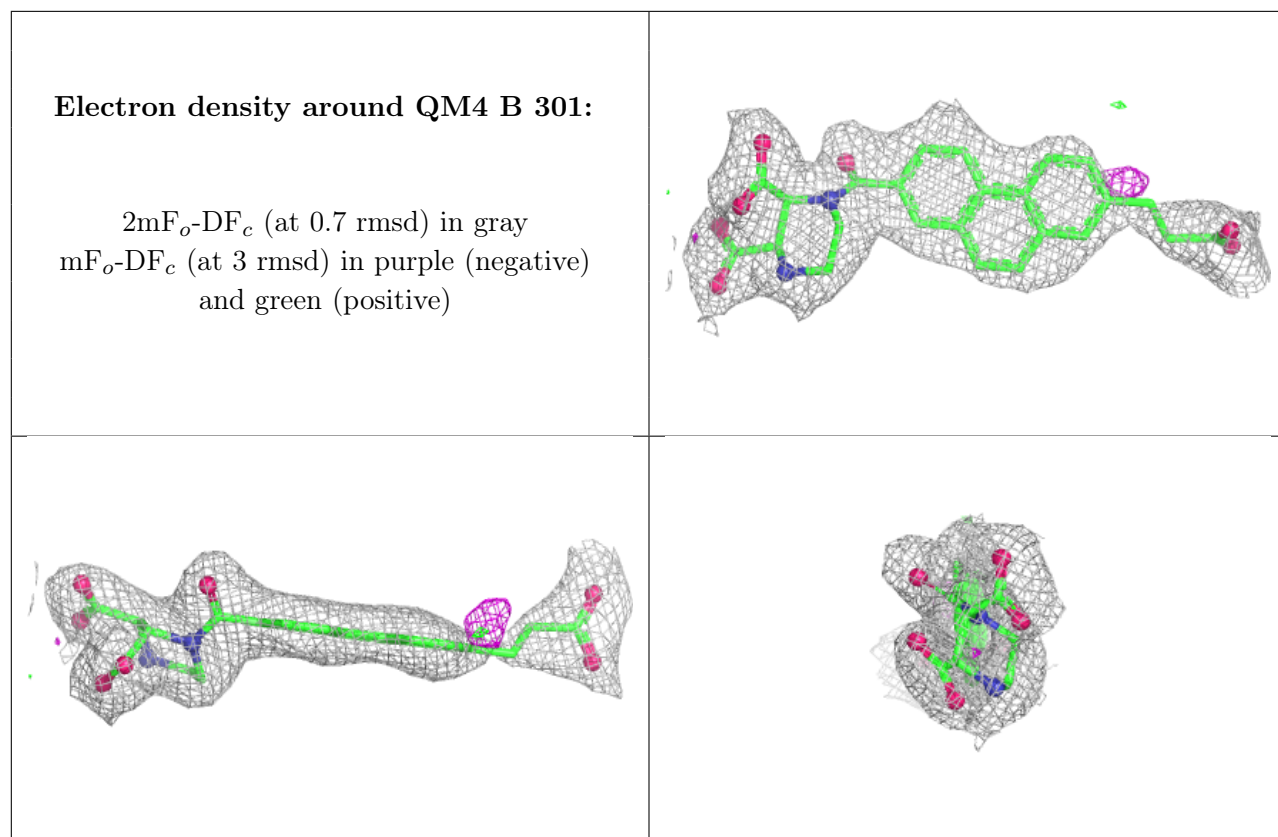 Electron density around QM4 B 301:
2mFo-DFc (at 0.7 rmsd) in gray
mFo-DFc (at 3 rmsd) in purple (negative)
and green (positive)